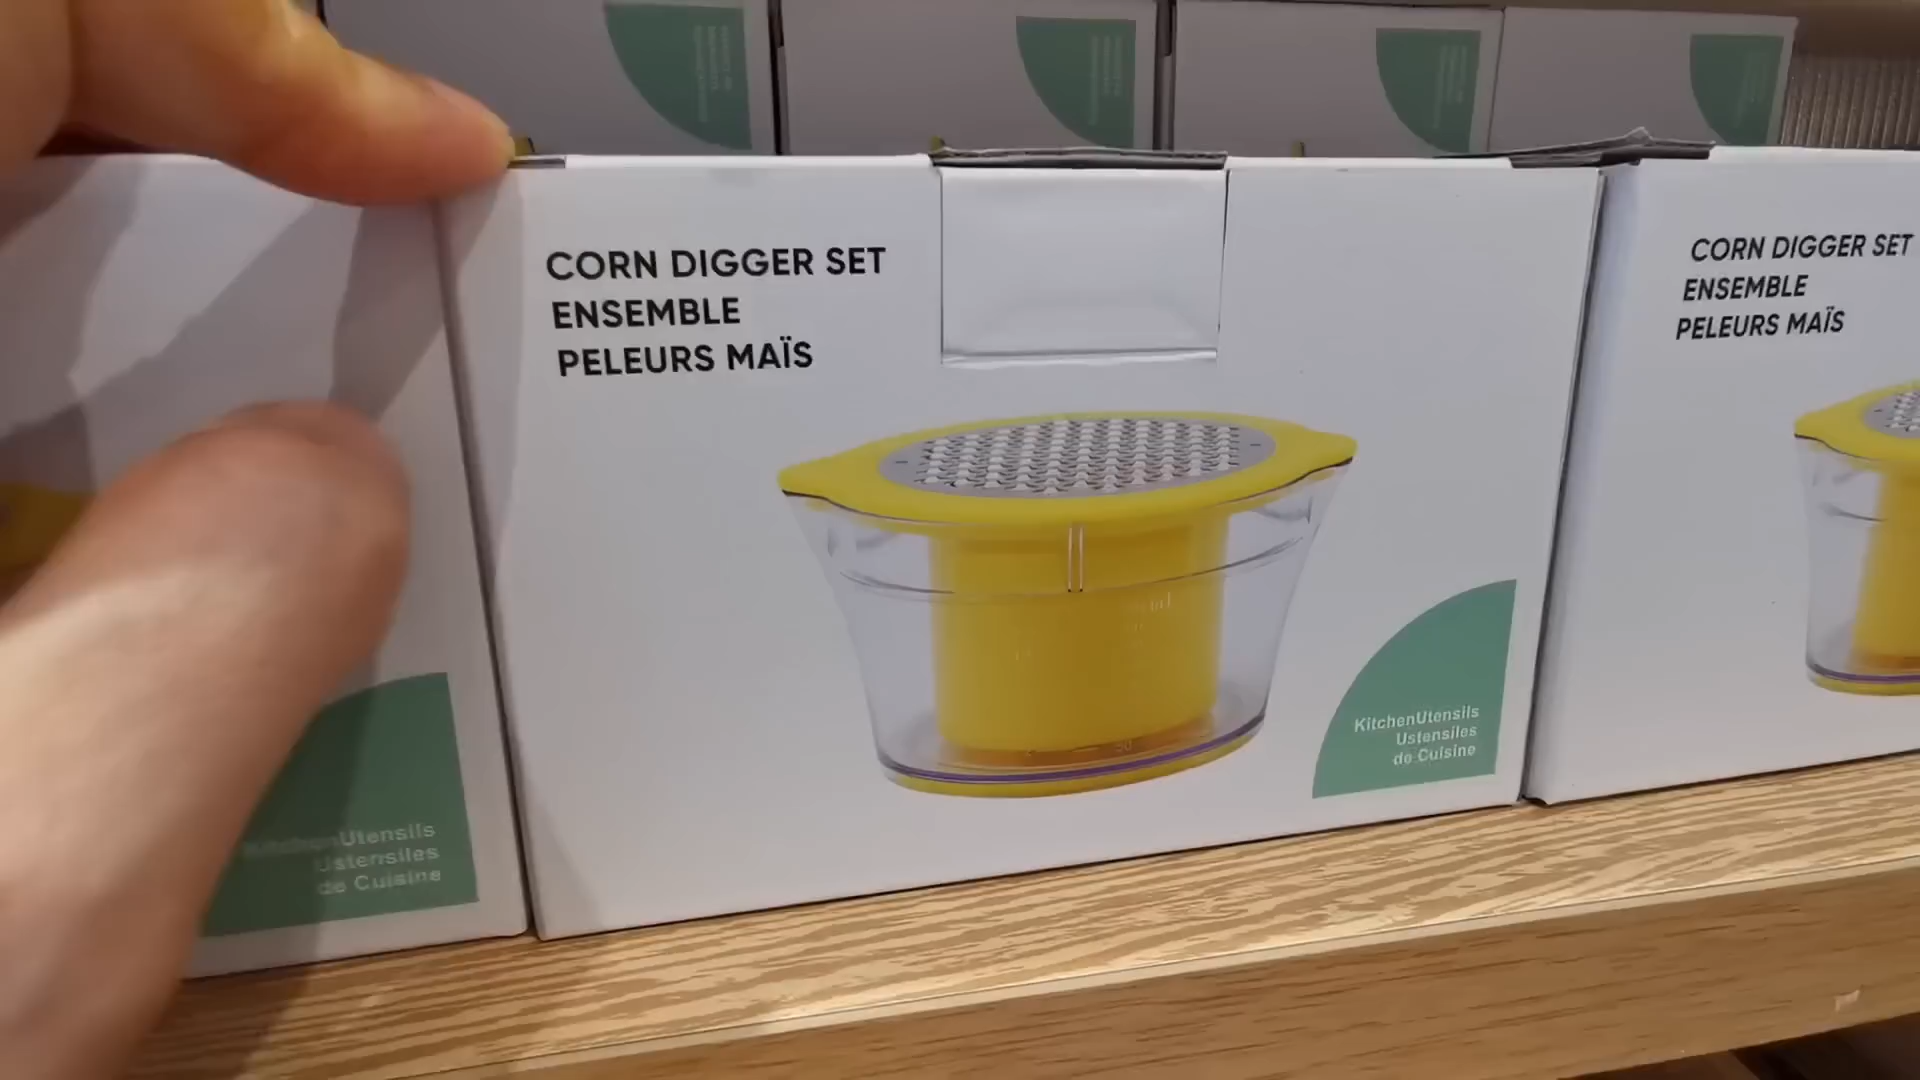 CORN DIGGER SET
ENSEMBLE
PELEURS MAÏS
KitchenUtensils
Ustensiles
de Cuisine
CORN DIGGER SET
ENSEMBLE
PELEURS MAÏS
KitchenUtensils
Ustensiles
de Cuisine